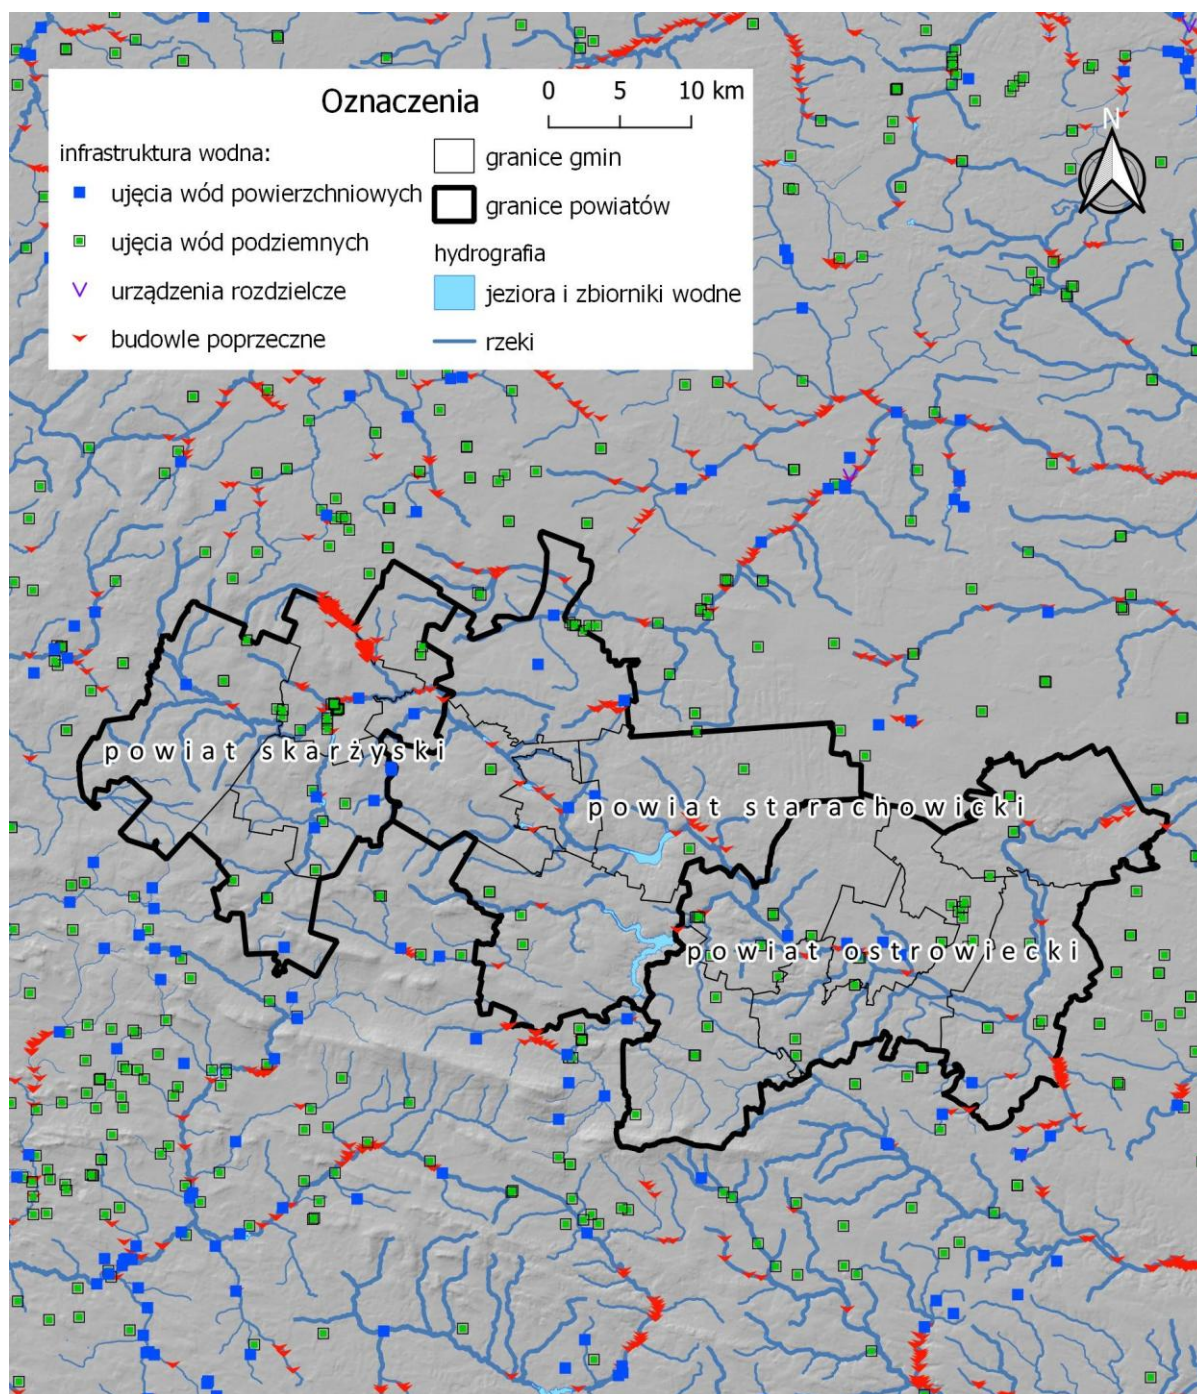 Oznaczenia
0 5 10 km
infrastruktura wodna:
ujęcia wód powierzchniowych
ujęcia wód podziemnych
urządzenia rozdzielcze
budowle poprzeczne
granice gmin
granice powiatów
hydrografia
jeziora i zbiorniki wodne
rzeki
N
powiat skarżyski
powiat starachowicki
powiat ostrowiecki